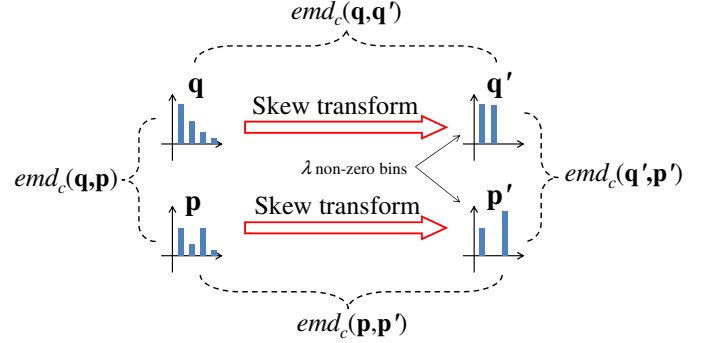 emd_c(q,q′)
q
q′
Skew transform
emd_c(q,p)
λ non-zero bins
emd_c(q′,p′)
p
p′
Skew transform
emd_c(p,p′)